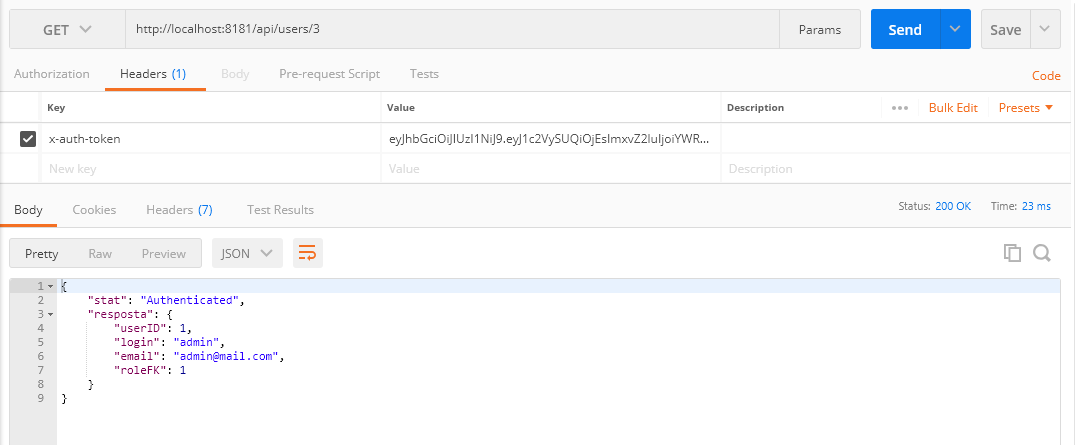 GET http://localhost:8181/api/users/3 Params Send Save
Authorization Headers (1) Body Pre-request Script Tests Code
Key Value Description ••• Bulk Edit Presets
x-auth-token eyJhbGciOiJIUzI1NiJ9.eyJ1c2VySUQiOjEsImxvZ2luIjoiYWR...
New key Value Description
Body Cookies Headers (7) Test Results Status: 200 OK Time: 23 ms
Pretty Raw Preview JSON
1 {
2 "stat": "Authenticated",
3 "resposta": {
4 "userID": 1,
5 "login": "admin",
6 "email": "admin@mail.com",
7 "roleFK": 1
8 }
9 }